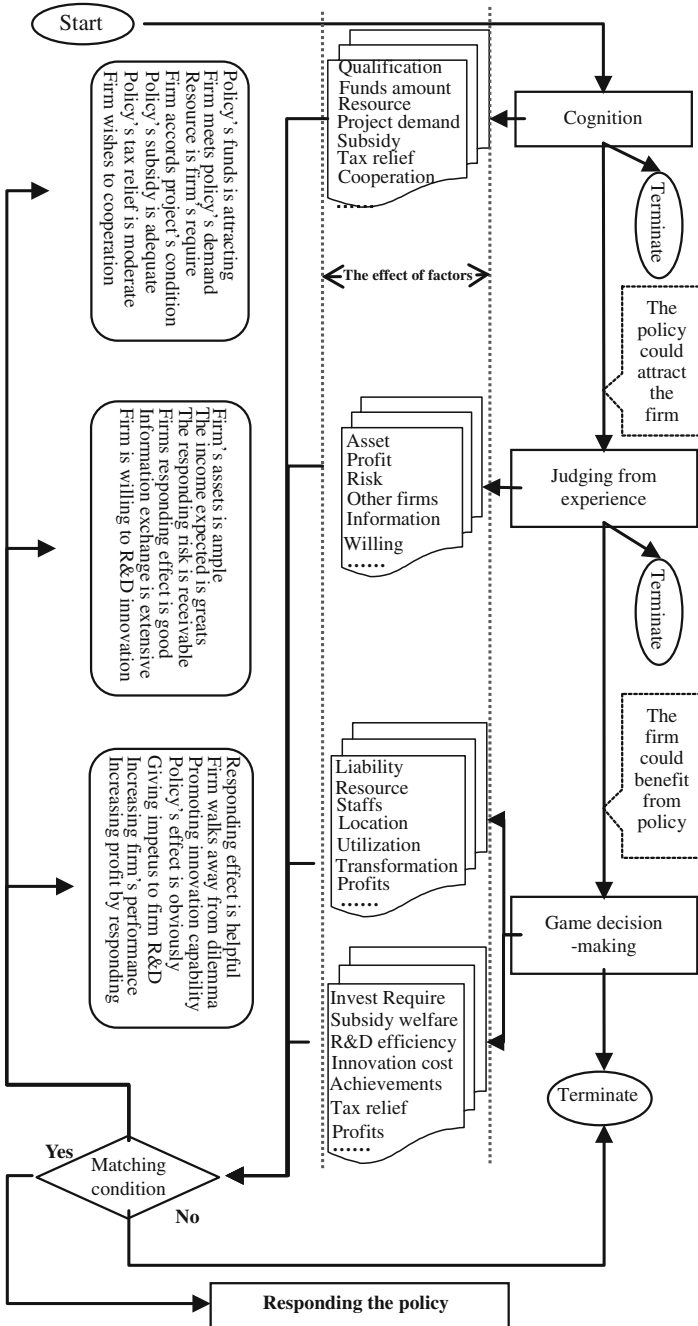 Start
Qualification
Funds amount
Resource
Project demand
Subsidy
Tax relief
Cooperation
......
Cognition
Terminate
Policy's funds is attracting
Firm meets policy's demand
Resource is firm's require
Firm accords project's condition
Policy's subsidy is adequate
Policy's tax relief is moderate
Firm wishes to cooperation
The effect of factors
The
policy
could
attract
the
firm
Asset
Profit
Risk
Other firms
Information
Willing
......
Judging from
experience
Terminate
Firm's assets is ample
The income expected is greats
The responding risk is receivable
Firms responding effect is good
Information exchange is extensive
Firm is willing to R&D innovation
The
firm
could
benefit
from
policy
Liability
Resource
Staffs
Location
Utilization
Transformation
Profits
......
Game decision
-making
Responding effect is helpful
Firm walks away from dilemma
Promoting innovation capability
Policy's effect is obviously
Giving impetus to firm R&D
Increasing firm's performance
Increasing profit by responding
Invest Require
Subsidy welfare
R&D efficiency
Innovation cost
Achievements
Tax relief
Profits
......
Terminate
Yes
Matching
condition
No
Responding the policy